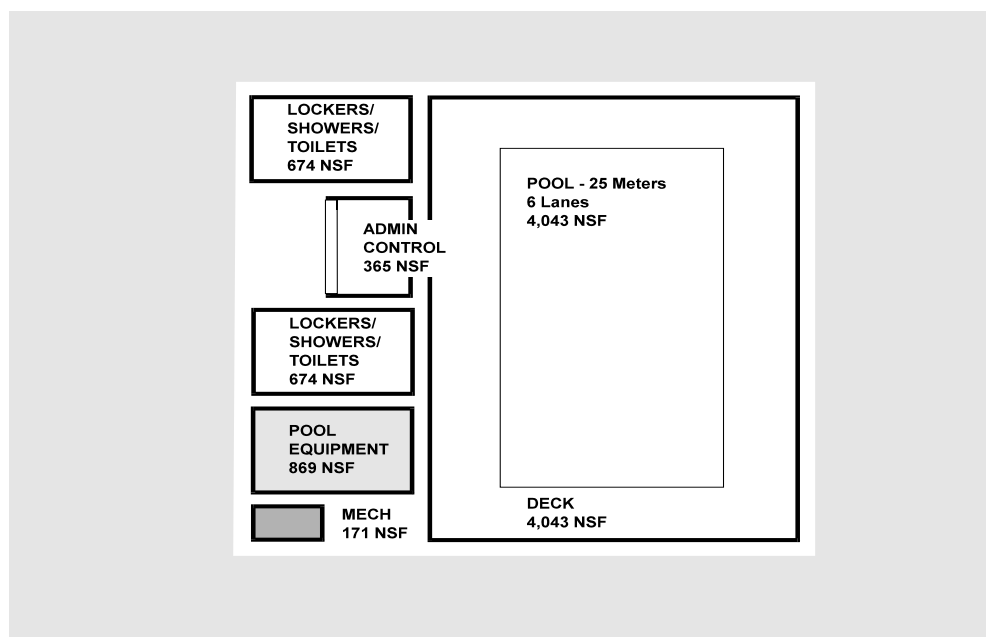 LOCKERS/
SHOWERS/
TOILETS
674 NSF
POOL - 25 Meters
6 Lanes
4,043 NSF
ADMIN
CONTROL
365 NSF
LOCKERS/
SHOWERS/
TOILETS
674 NSF
POOL
EQUIPMENT
869 NSF
DECK
4,043 NSF
MECH
171 NSF